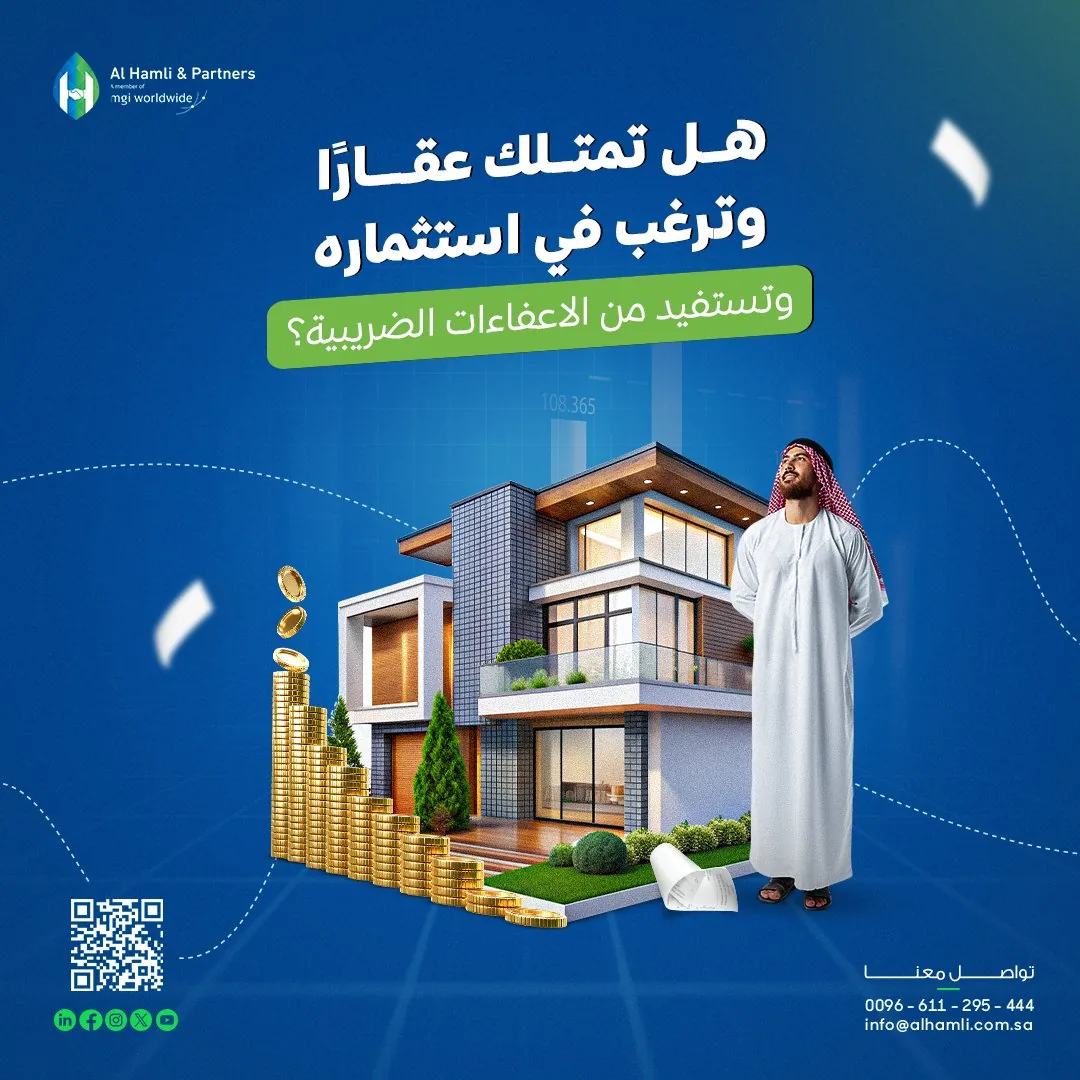 Al Hamli & Partners
A member of
mgi worldwide
هل تمتلك عقارًا
وترغب في استثماره
وتستفيد من الاعفاءات الضريبية؟
108.365
تواصل معنا
0096 - 611 - 295 - 444
info@alhamli.com.sa